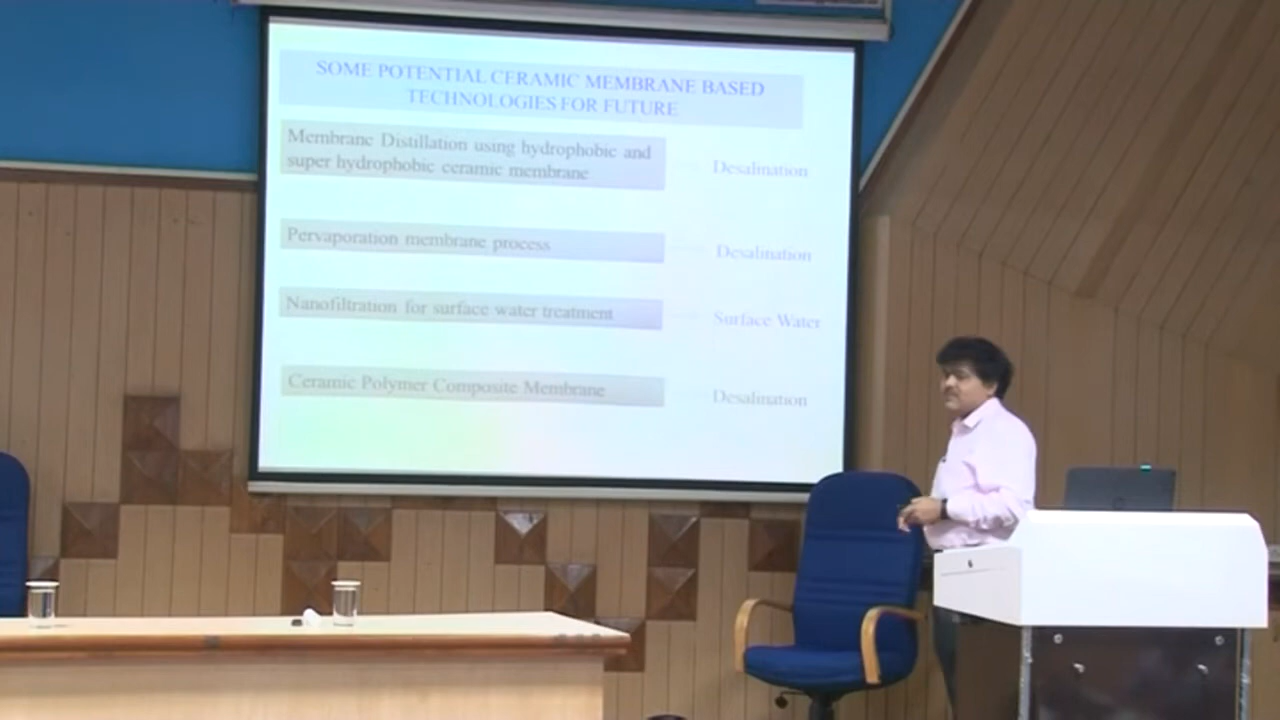 SOME POTENTIAL CERAMIC MEMBRANE BASED
TECHNOLOGIES FOR FUTURE
Membrane Distillation using hydrophobic and
super hydrophobic ceramic membrane
Desalination
Pervaporation membrane process
Desalination
Nanofiltration for surface water treatment
Surface Water
Ceramic Polymer Composite Membrane
Desalination